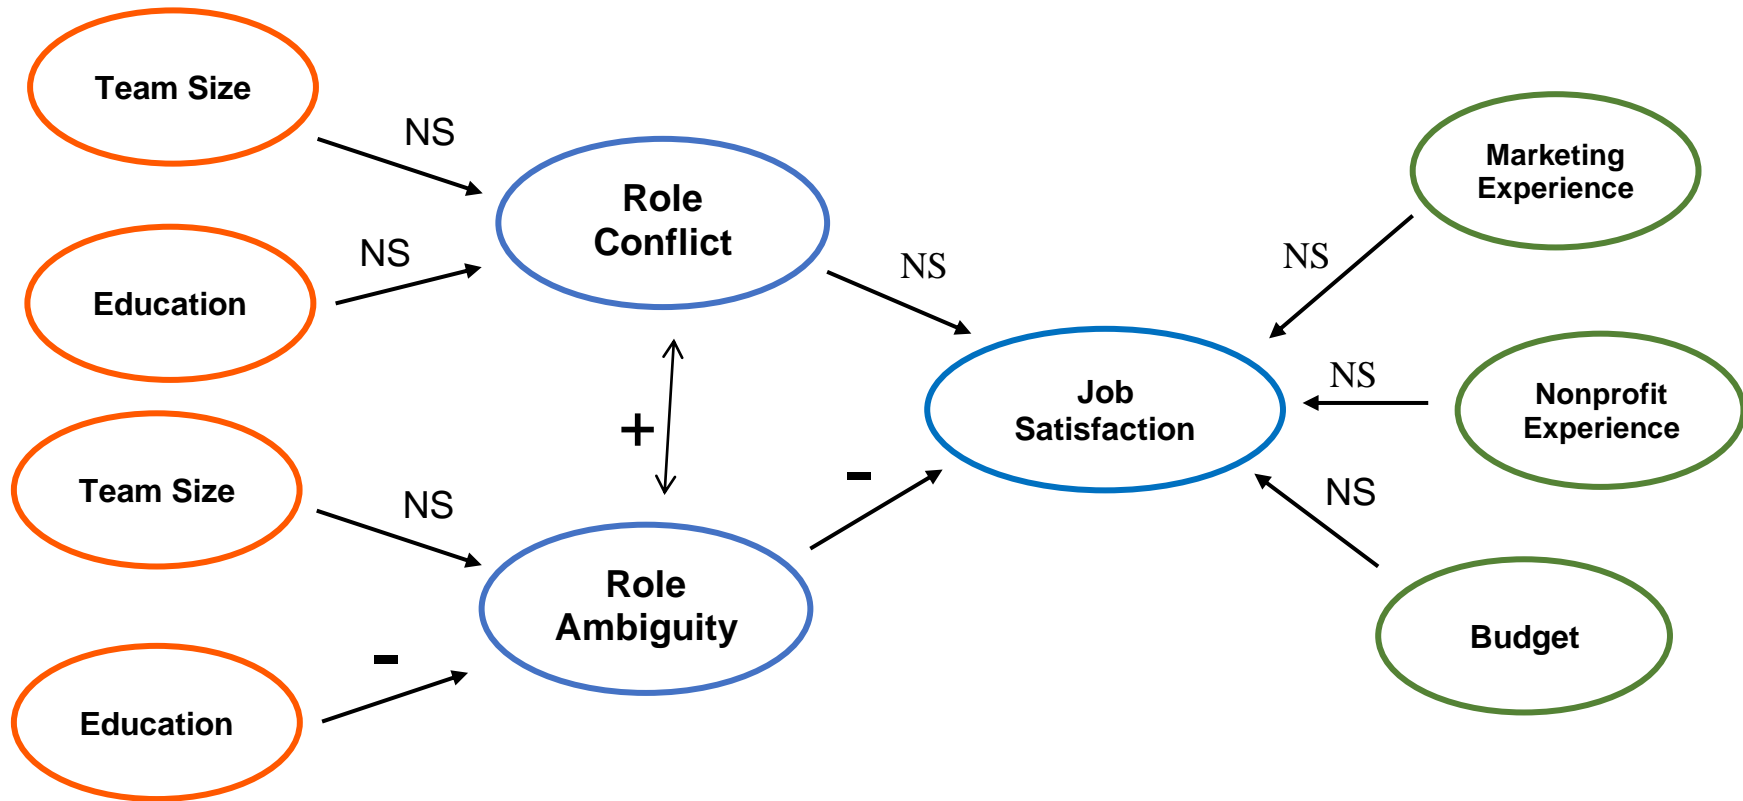 Team Size
NS
Role
Conflict
Education
NS
NS
Marketing
Experience
NS
Job
Satisfaction
NS
Nonprofit
Experience
+
-
NS
Team Size
NS
Role
Ambiguity
Budget
-
Education